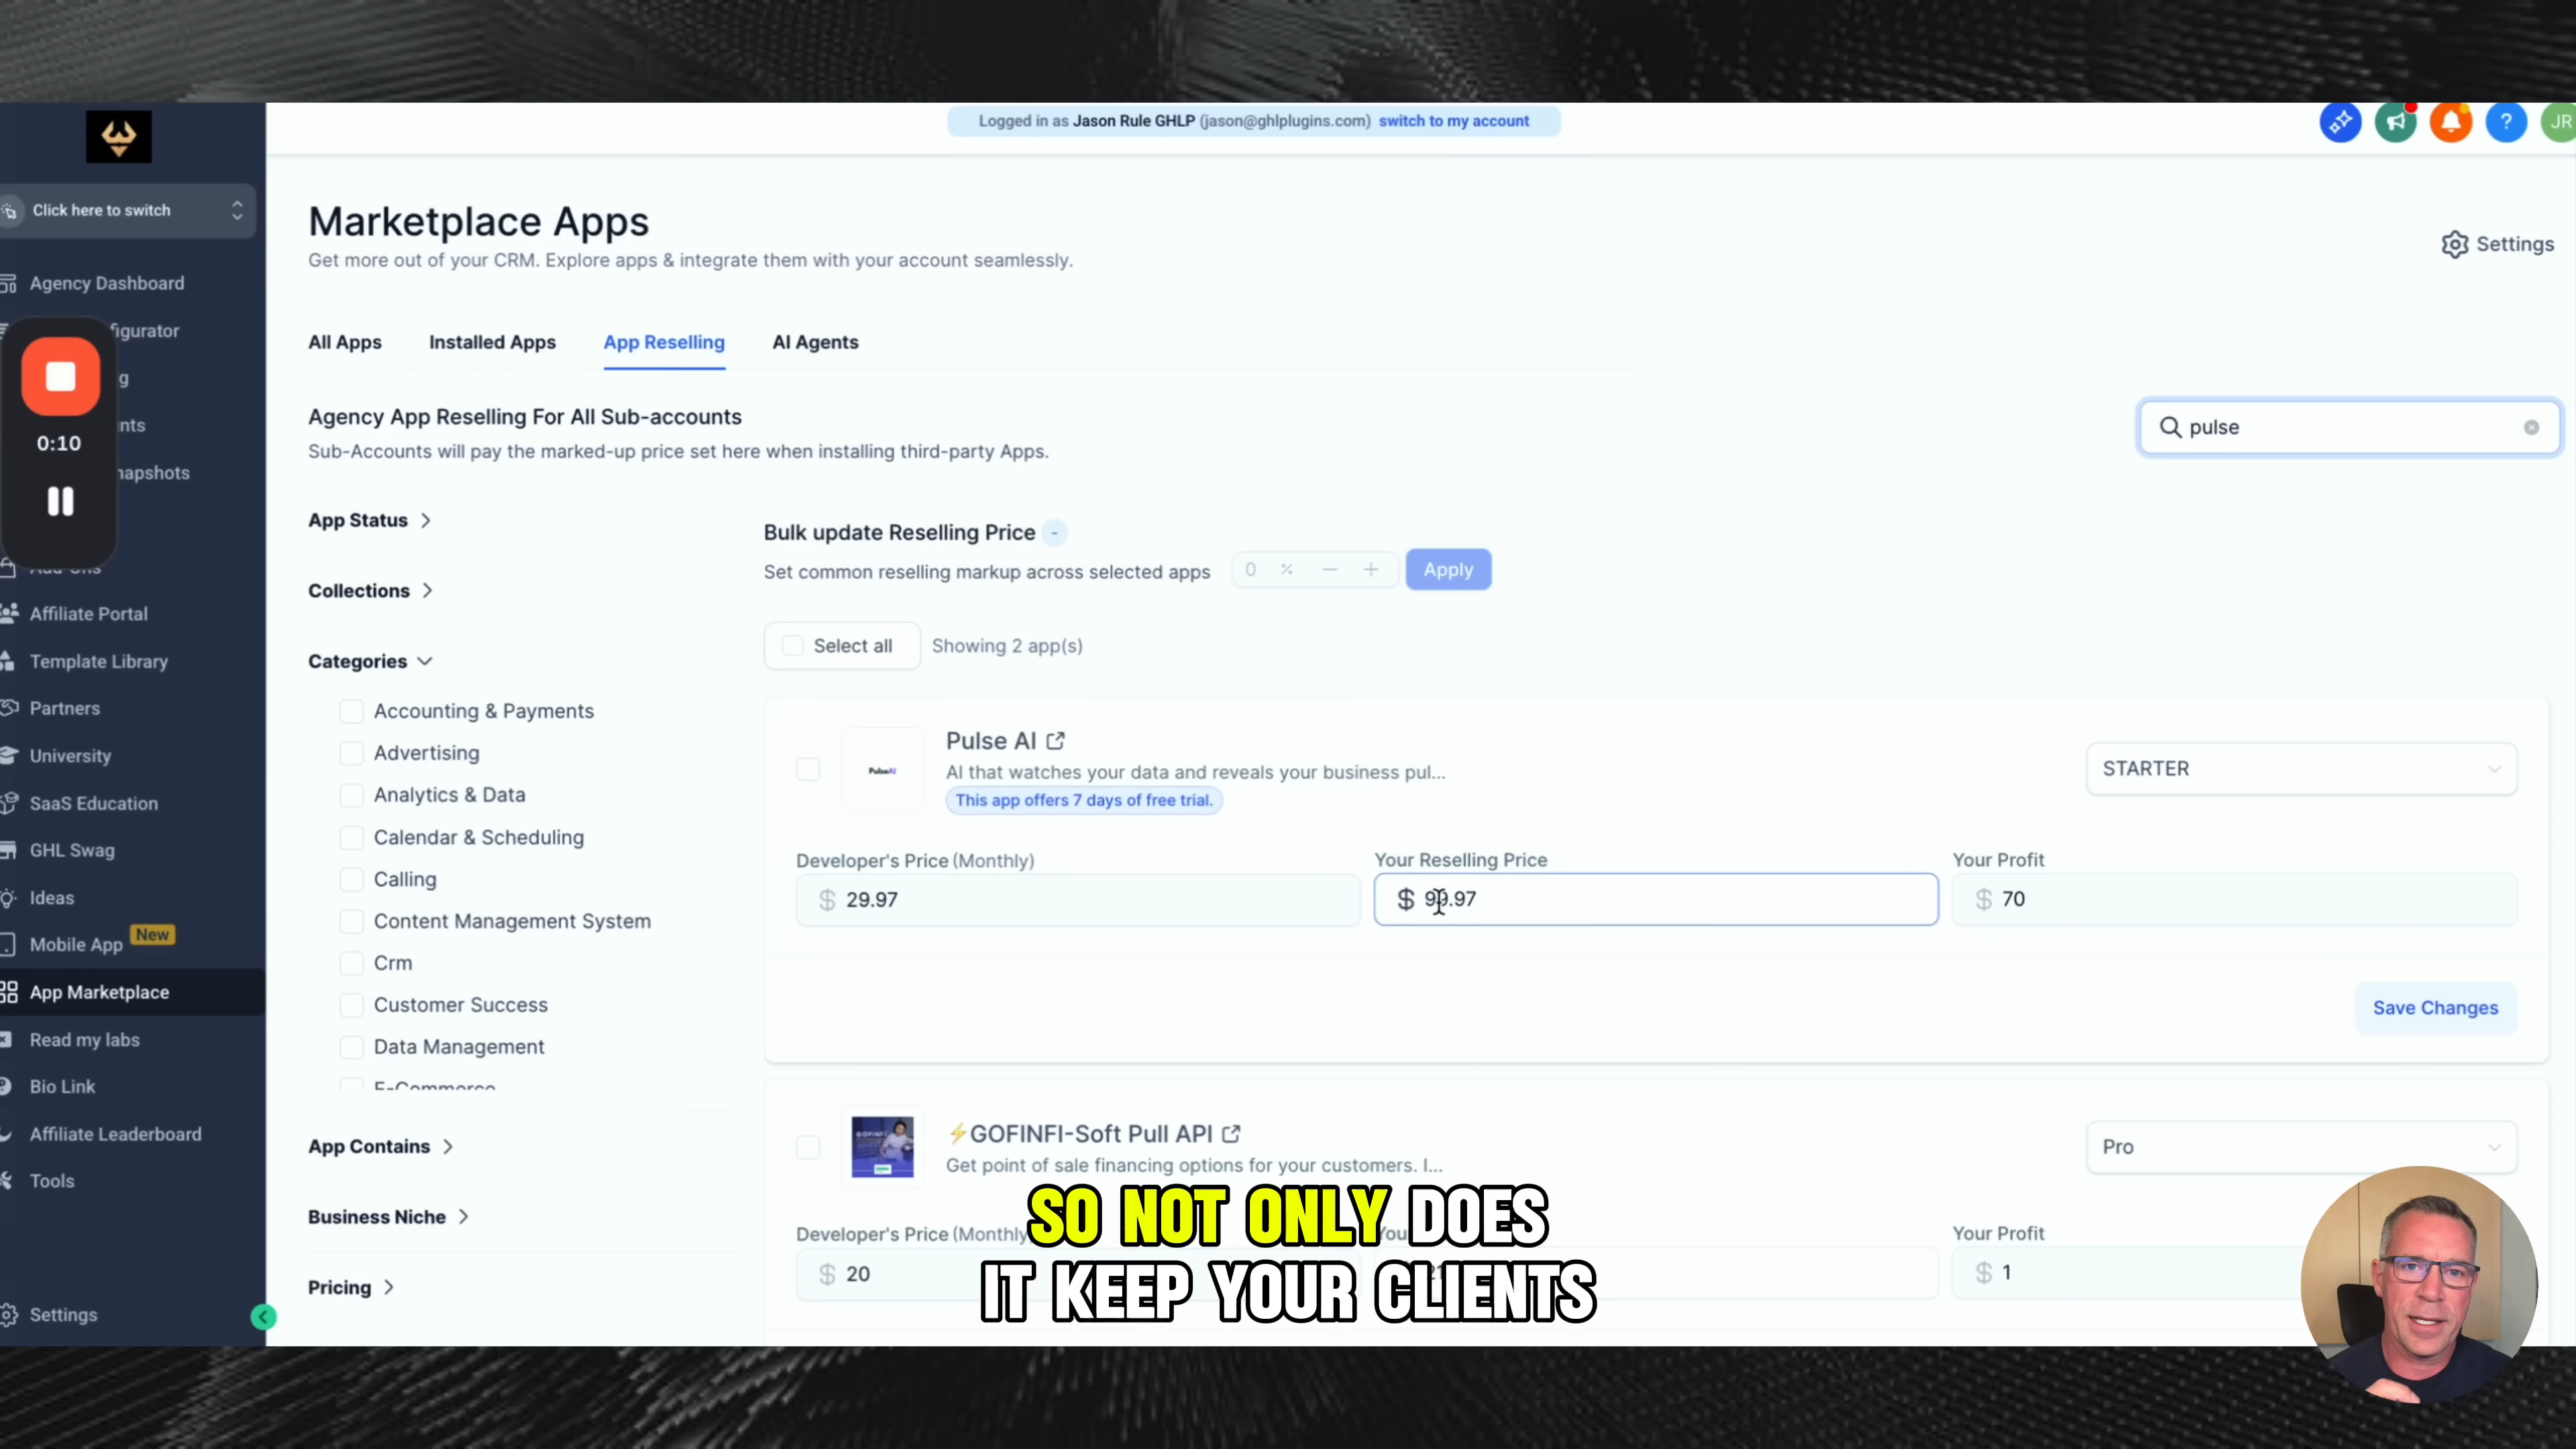 Logged in as Jason Rule GHLP (jason@ghlplugins.com) switch to my account
?
JR
Click here to switch
Agency Dashboard
figurator
g
nts
napshots
Affiliate Portal
Template Library
Partners
University
SaaS Education
GHL Swag
Ideas
Mobile App New
App Marketplace
Read my labs
Bio Link
Affiliate Leaderboard
Tools
Settings
0:10
Marketplace Apps
Get more out of your CRM. Explore apps & integrate them with your account seamlessly.
Settings
All Apps
Installed Apps
App Reselling
AI Agents
Agency App Reselling For All Sub-accounts
Sub-Accounts will pay the marked-up price set here when installing third-party Apps.
pulse
App Status
Collections
Categories
Accounting & Payments
Advertising
Analytics & Data
Calendar & Scheduling
Calling
Content Management System
Crm
Customer Success
Data Management
E-Commerce
App Contains
Business Niche
Pricing
Bulk update Reselling Price -
Set common reselling markup across selected apps 0 % − + Apply
Select all
Showing 2 app(s)
PulseAI
Pulse AI
AI that watches your data and reveals your business pul...
This app offers 7 days of free trial.
STARTER
Developer's Price (Monthly)
$ 29.97
Your Reselling Price
$ 99.97
Your Profit
$ 70
Save Changes
⚡GOFINFI-Soft Pull API
Get point of sale financing options for your customers. I...
Pro
Developer's Price (Monthly
$ 20
You
Your Profit
$ 1
SO NOT ONLY DOES
IT KEEP YOUR CLIENTS